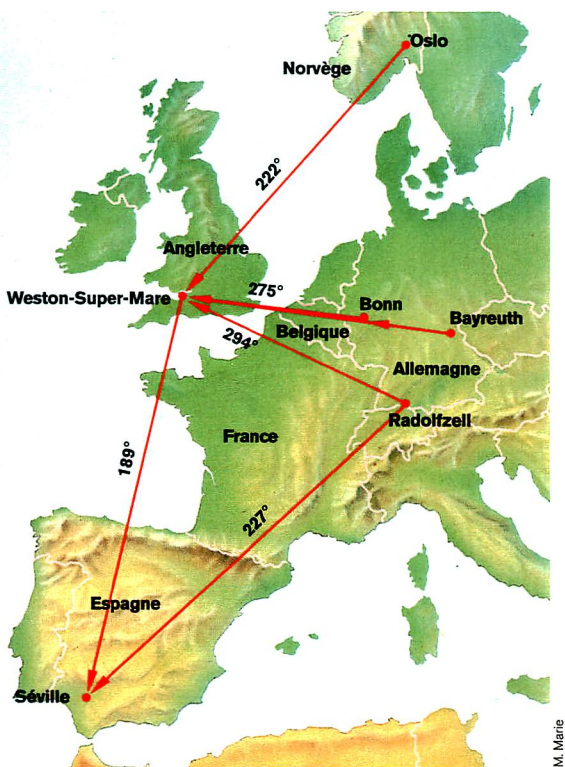 Oslo
Norvège
222°
Angleterre
275°
Weston-Super-Mare
Bonn
Bayreuth
Belgique
294°
Allemagne
Radolfzell
France
189°
227°
Espagne
Séville
M. Marie